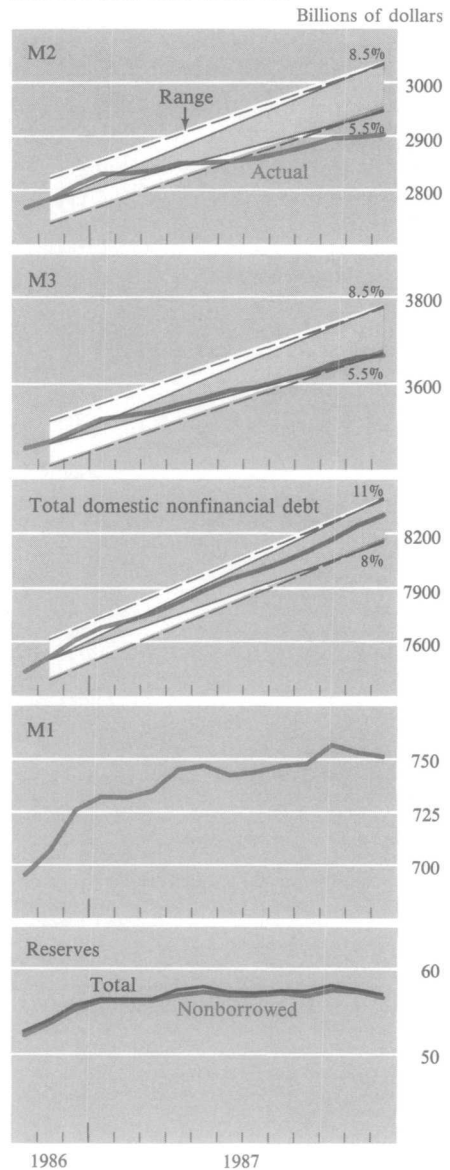 Billions of dollars
M2
8.5%
3000
Range
2900
5.5%
Actual
2800
M3
8.5%
3800
3600
5.5%
Total domestic nonfinancial debt
11%
8200
8%
7900
7600
M1
750
725
700
Reserves
60
Total
Nonborrowed
50
1986
1987